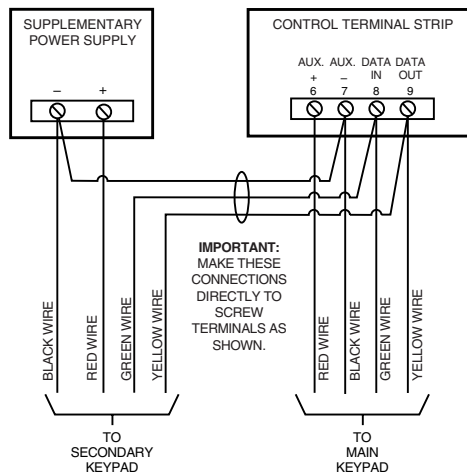 SUPPLEMENTARY
POWER SUPPLY
– +
CONTROL TERMINAL STRIP
AUX. AUX. DATA DATA
+ – IN OUT
6 7 8 9
IMPORTANT:
MAKE THESE
CONNECTIONS
DIRECTLY TO
SCREW
TERMINALS AS
SHOWN.
BLACK WIRE
RED WIRE
GREEN WIRE
YELLOW WIRE
RED WIRE
BLACK WIRE
GREEN WIRE
YELLOW WIRE
TO
SECONDARY
KEYPAD
TO
MAIN
KEYPAD